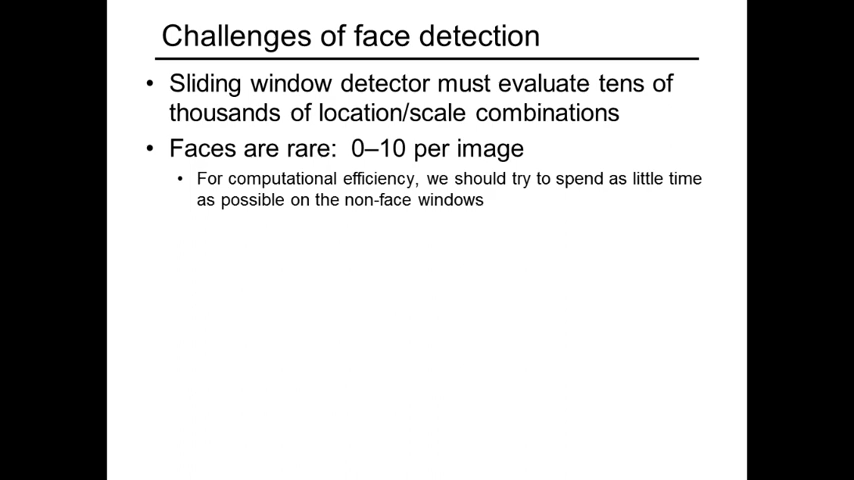 Challenges of face detection
• Sliding window detector must evaluate tens of
thousands of location/scale combinations
• Faces are rare:  0–10 per image
• For computational efficiency, we should try to spend as little time
as possible on the non-face windows